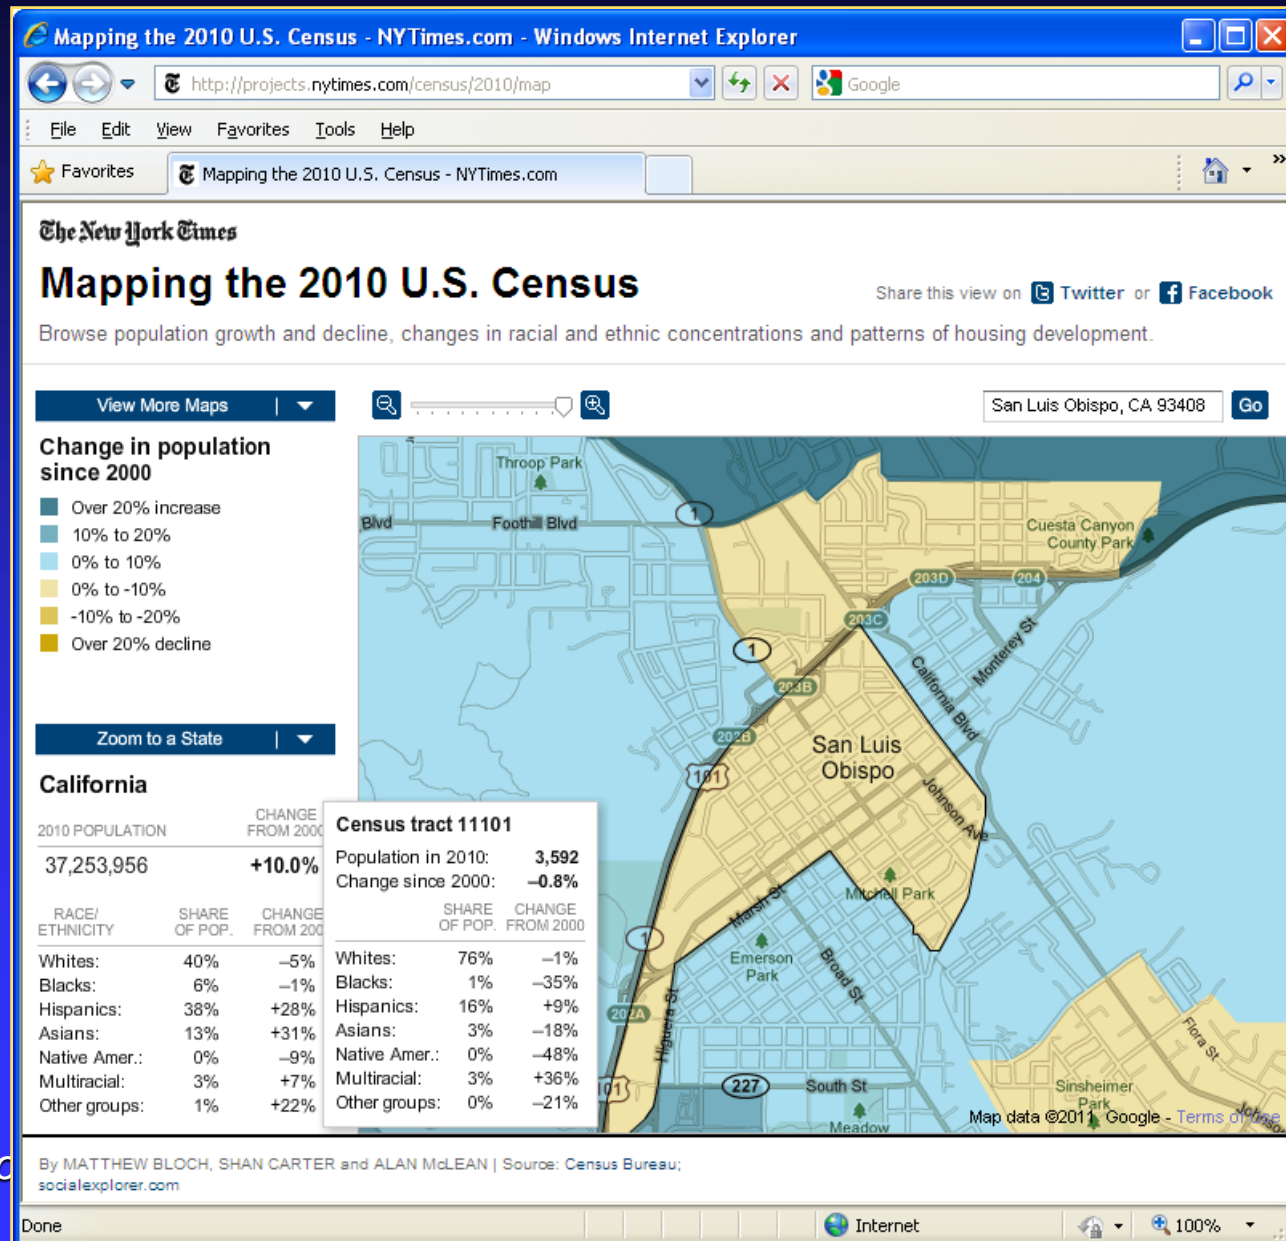 Mapping the 2010 U.S. Census - NYTimes.com - Windows Internet Explorer
http://projects.nytimes.com/census/2010/map
Google
File Edit View Favorites Tools Help
Favorites
Mapping the 2010 U.S. Census - NYTimes.com
»
The New York Times
Mapping the 2010 U.S. Census
Share this view on Twitter or Facebook
Browse population growth and decline, changes in racial and ethnic concentrations and patterns of housing development.
View More Maps |
San Luis Obispo, CA 93408 Go
Change in population
since 2000
Over 20% increase
10% to 20%
0% to 10%
0% to -10%
-10% to -20%
Over 20% decline
Zoom to a State |
California
2010 POPULATION
CHANGE
FROM 2000
37,253,956 +10.0%
RACE/
ETHNICITY
SHARE
OF POP.
CHANGE
FROM 200
Whites: 40% –5%
Blacks: 6% –1%
Hispanics: 38% +28%
Asians: 13% +31%
Native Amer.: 0% –9%
Multiracial: 3% +7%
Other groups: 1% +22%
Census tract 11101
Population in 2010: 3,592
Change since 2000: –0.8%
SHARE
OF POP.
CHANGE
FROM 2000
Whites: 76% –1%
Blacks: 1% –35%
Hispanics: 16% +9%
Asians: 3% –18%
Native Amer.: 0% –48%
Multiracial: 3% +36%
Other groups: 0% –21%
Throop Park
Blvd
Foothill Blvd
1
Cuesta Canyon
County Park
203D
204
203C
1
Monterey St
California Blvd
203B
202B
101
San Luis
Obispo
Johnson Ave
Mitchell Park
Marsh St
1
Emerson
Park
Broad St
202A
Higuera St
Flora St
101
227
South St
Sinsheimer
Park
Meadow
Map data ©2011 Google - Terms of Use
By MATTHEW BLOCH, SHAN CARTER and ALAN McLEAN | Source: Census Bureau;
socialexplorer.com
Done
Internet
100%